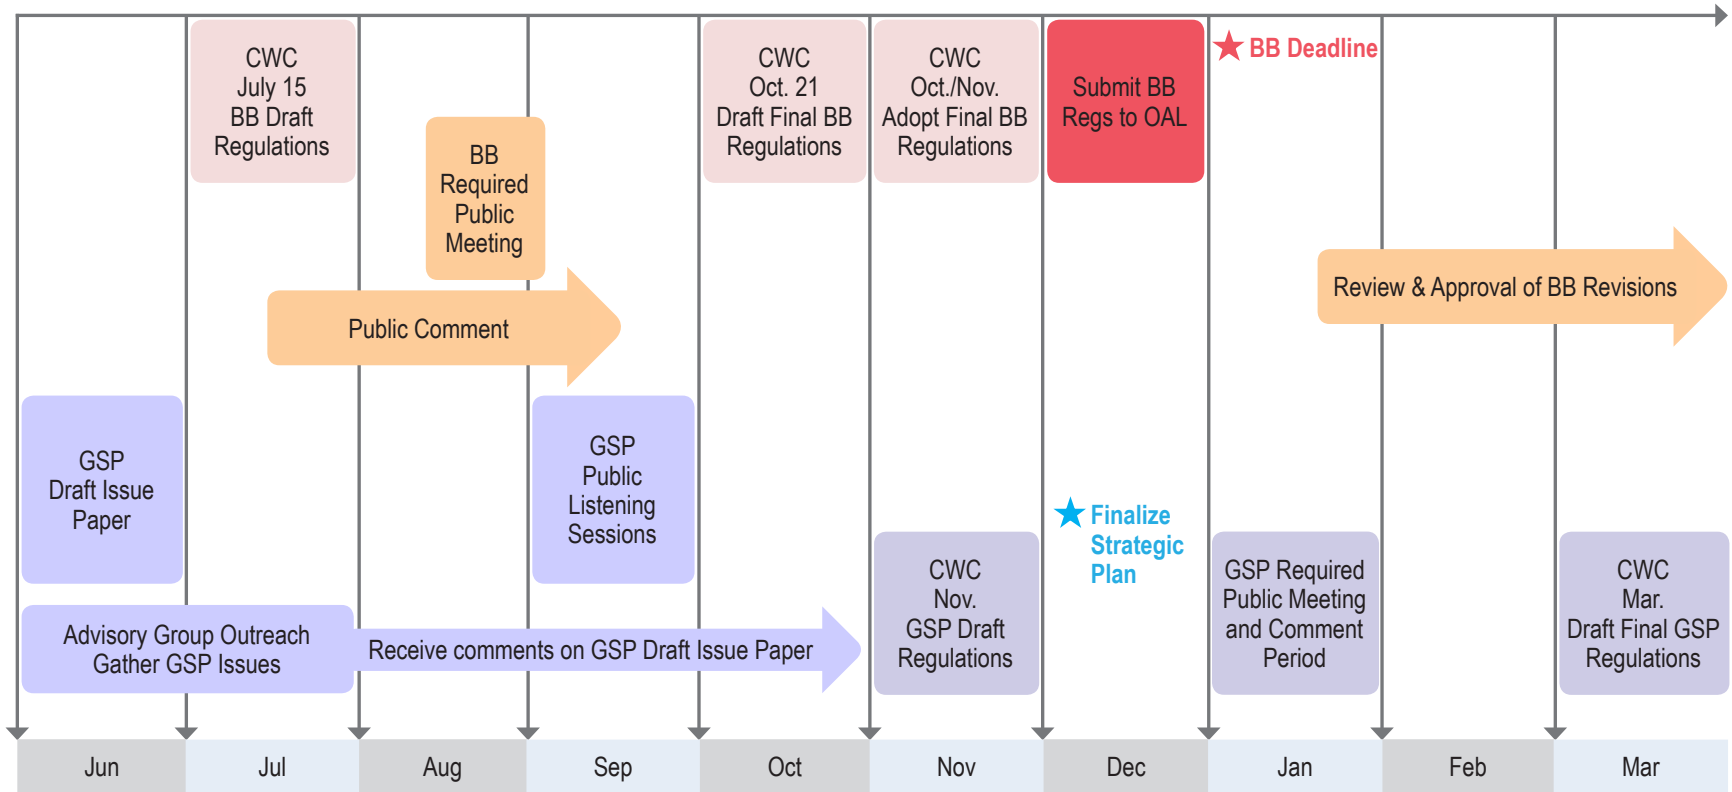 CWC
July 15
BB Draft
Regulations
CWC
Oct. 21
Draft Final BB
Regulations
CWC
Oct./Nov.
Adopt Final BB
Regulations
Submit BB
Regs to OAL
BB Deadline
BB
Required
Public
Meeting
Public Comment
Review & Approval of BB Revisions
GSP
Draft Issue
Paper
GSP
Public
Listening
Sessions
Finalize
Strategic
Plan
Advisory Group Outreach
Gather GSP Issues
Receive comments on GSP Draft Issue Paper
CWC
Nov.
GSP Draft
Regulations
GSP Required
Public Meeting
and Comment
Period
CWC
Mar.
Draft Final GSP
Regulations
Jun
Jul
Aug
Sep
Oct
Nov
Dec
Jan
Feb
Mar